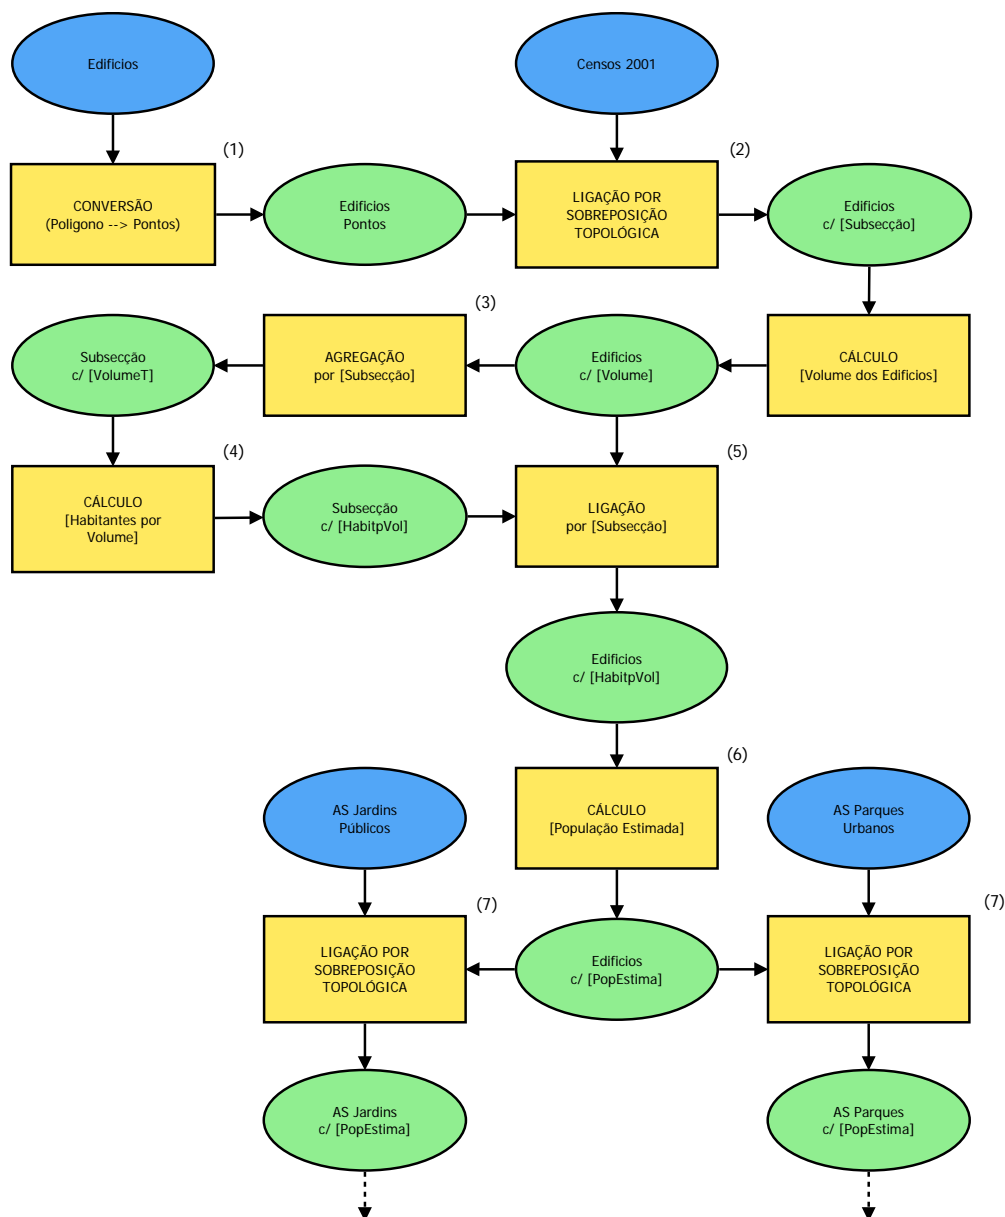 Edificios
Censos 2001
(1)
CONVERSÃO
(Poligono --> Pontos)
Edificios
Pontos
(2)
LIGAÇÃO POR
SOBREPOSIÇÃO
TOPOLÓGICA
Edificios
c/ [Subsecção]
Subsecção
c/ [VolumeT]
(3)
AGREGAÇÃO
por [Subsecção]
Edificios
c/ [Volume]
CÁLCULO
[Volume dos Edificios]
(4)
CÁLCULO
[Habitantes por
Volume]
Subsecção
c/ [HabitpVol]
(5)
LIGAÇÃO
por [Subsecção]
Edificios
c/ [HabitpVol]
AS Jardins
Públicos
(6)
CÁLCULO
[População Estimada]
AS Parques
Urbanos
(7)
LIGAÇÃO POR
SOBREPOSIÇÃO
TOPOLÓGICA
Edificios
c/ [PopEstima]
(7)
LIGAÇÃO POR
SOBREPOSIÇÃO
TOPOLÓGICA
AS Jardins
c/ [PopEstima]
AS Parques
c/ [PopEstima]